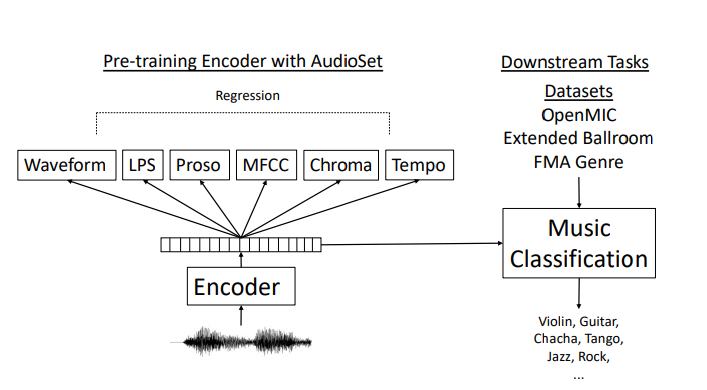 Pre-training Encoder with AudioSet
Regression
Waveform
LPS
Proso
MFCC
Chroma
Tempo
Encoder
Downstream Tasks
Datasets
OpenMIC
Extended Ballroom
FMA Genre
Music
Classification
Violin, Guitar,
Chacha, Tango,
Jazz, Rock,
...